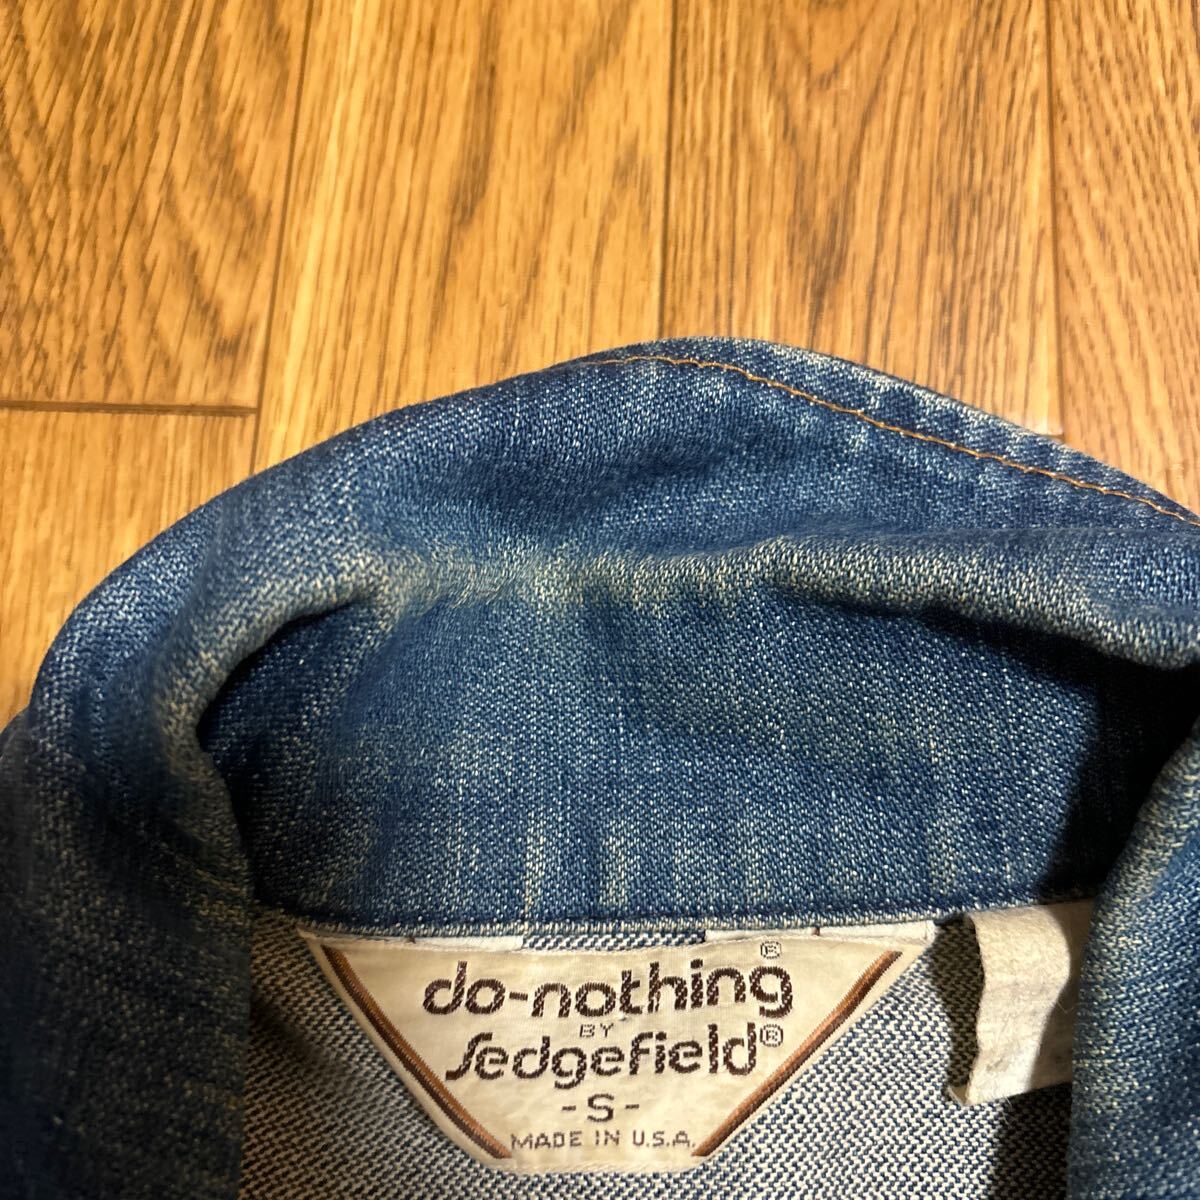 do-nothing®
BY
Sedgefield®
-S-
MADE IN U.S.A.